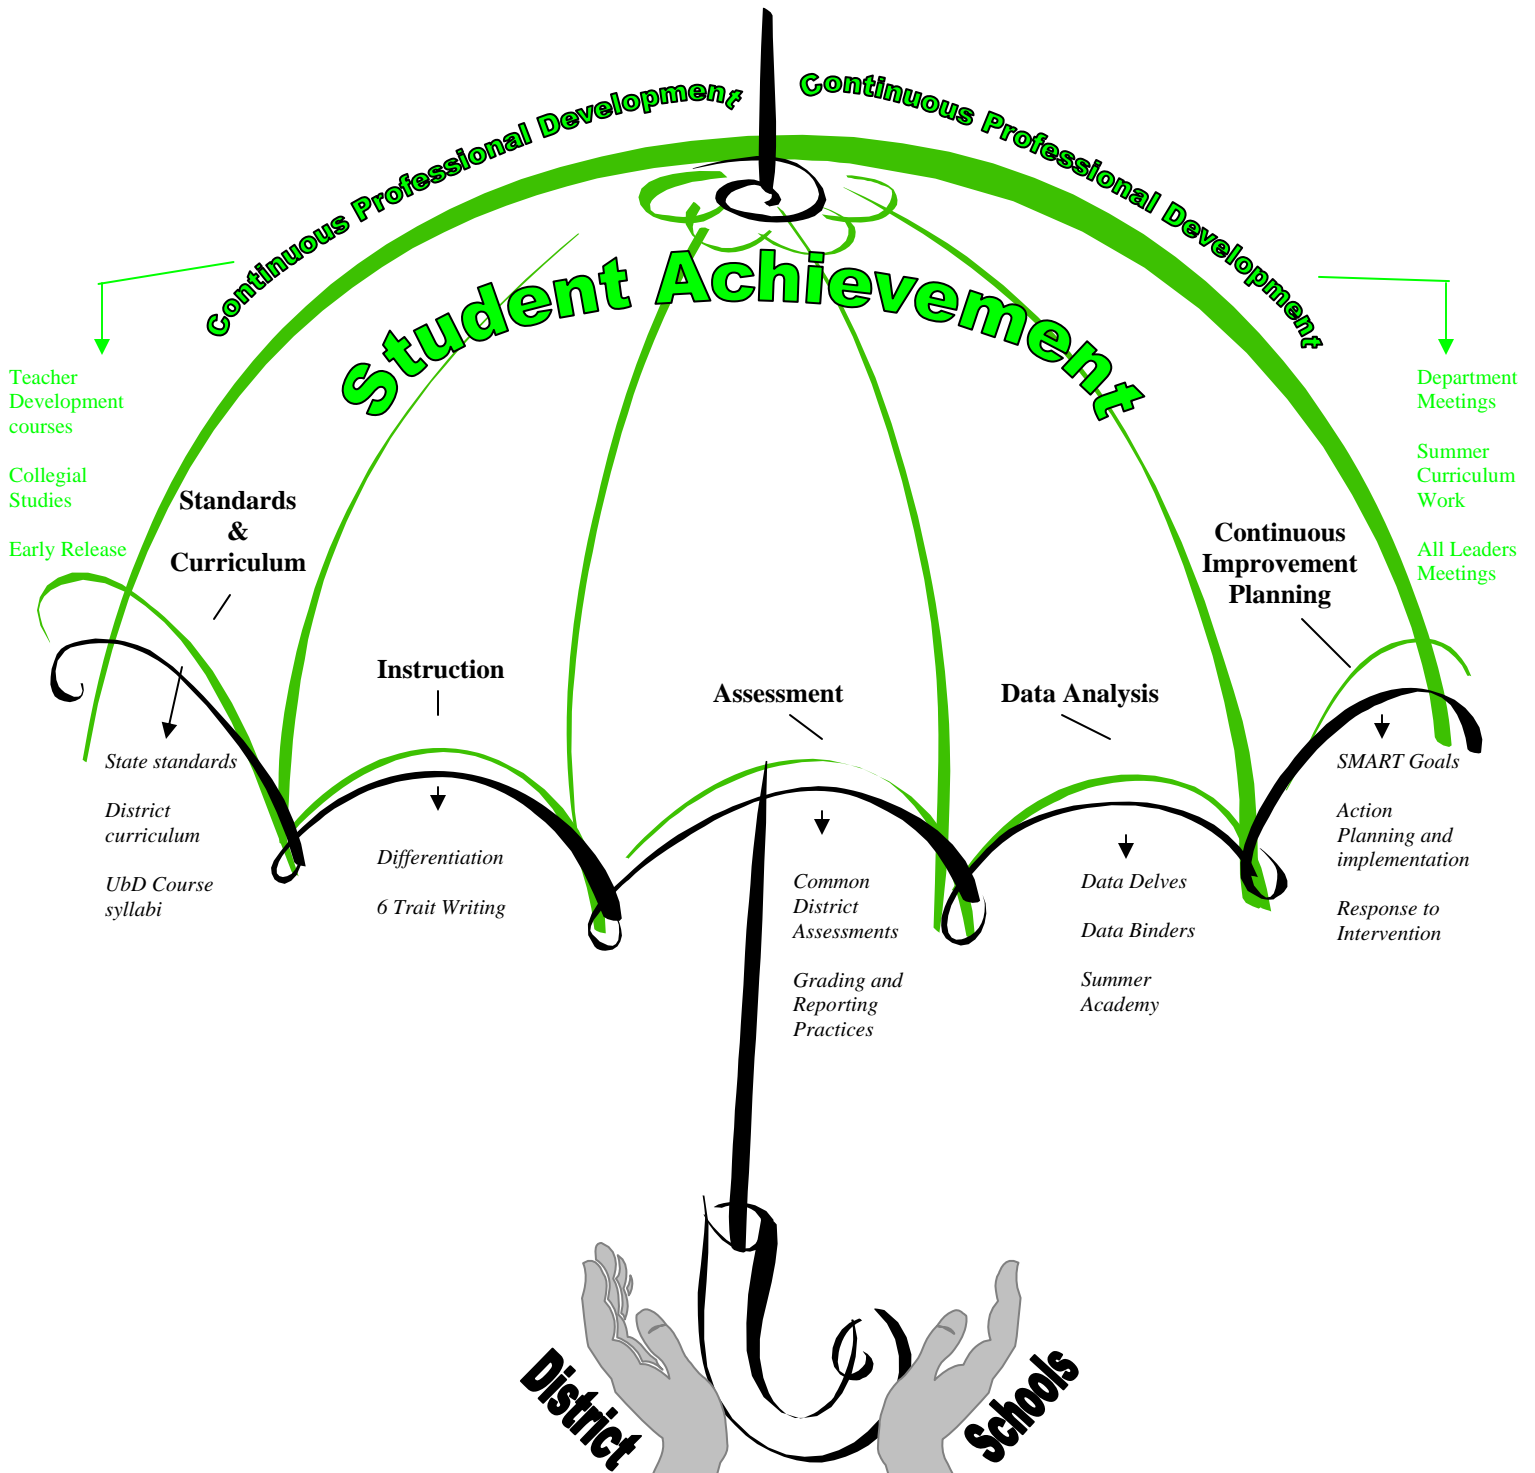 Continuous Professional Development
Continuous Professional Development
Student Achievement
Teacher
Development
courses
Collegial
Studies
Early Release
Department
Meetings
Summer
Curriculum
Work
All Leaders
Meetings
Standards
&
Curriculum
Instruction
Assessment
Data Analysis
Continuous
Improvement
Planning
State standards
District
curriculum
UbD Course
syllabi
Differentiation
6 Trait Writing
Common
District
Assessments
Grading and
Reporting
Practices
Data Delves
Data Binders
Summer
Academy
SMART Goals
Action
Planning and
implementation
Response to
Intervention
District
Schools